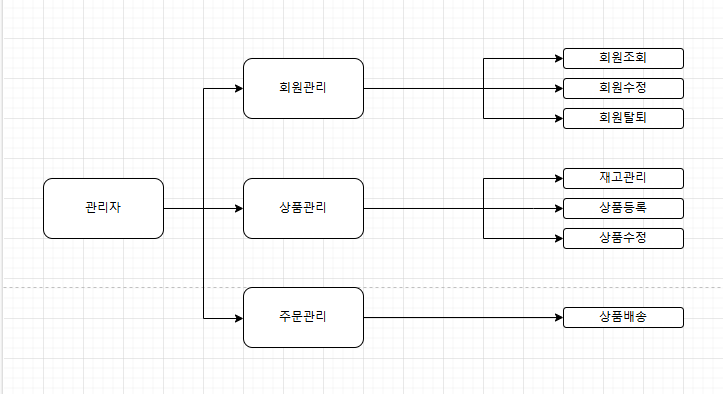 관리자
회원관리
회원조회
회원수정
회원탈퇴
상품관리
재고관리
상품등록
상품수정
주문관리
상품배송